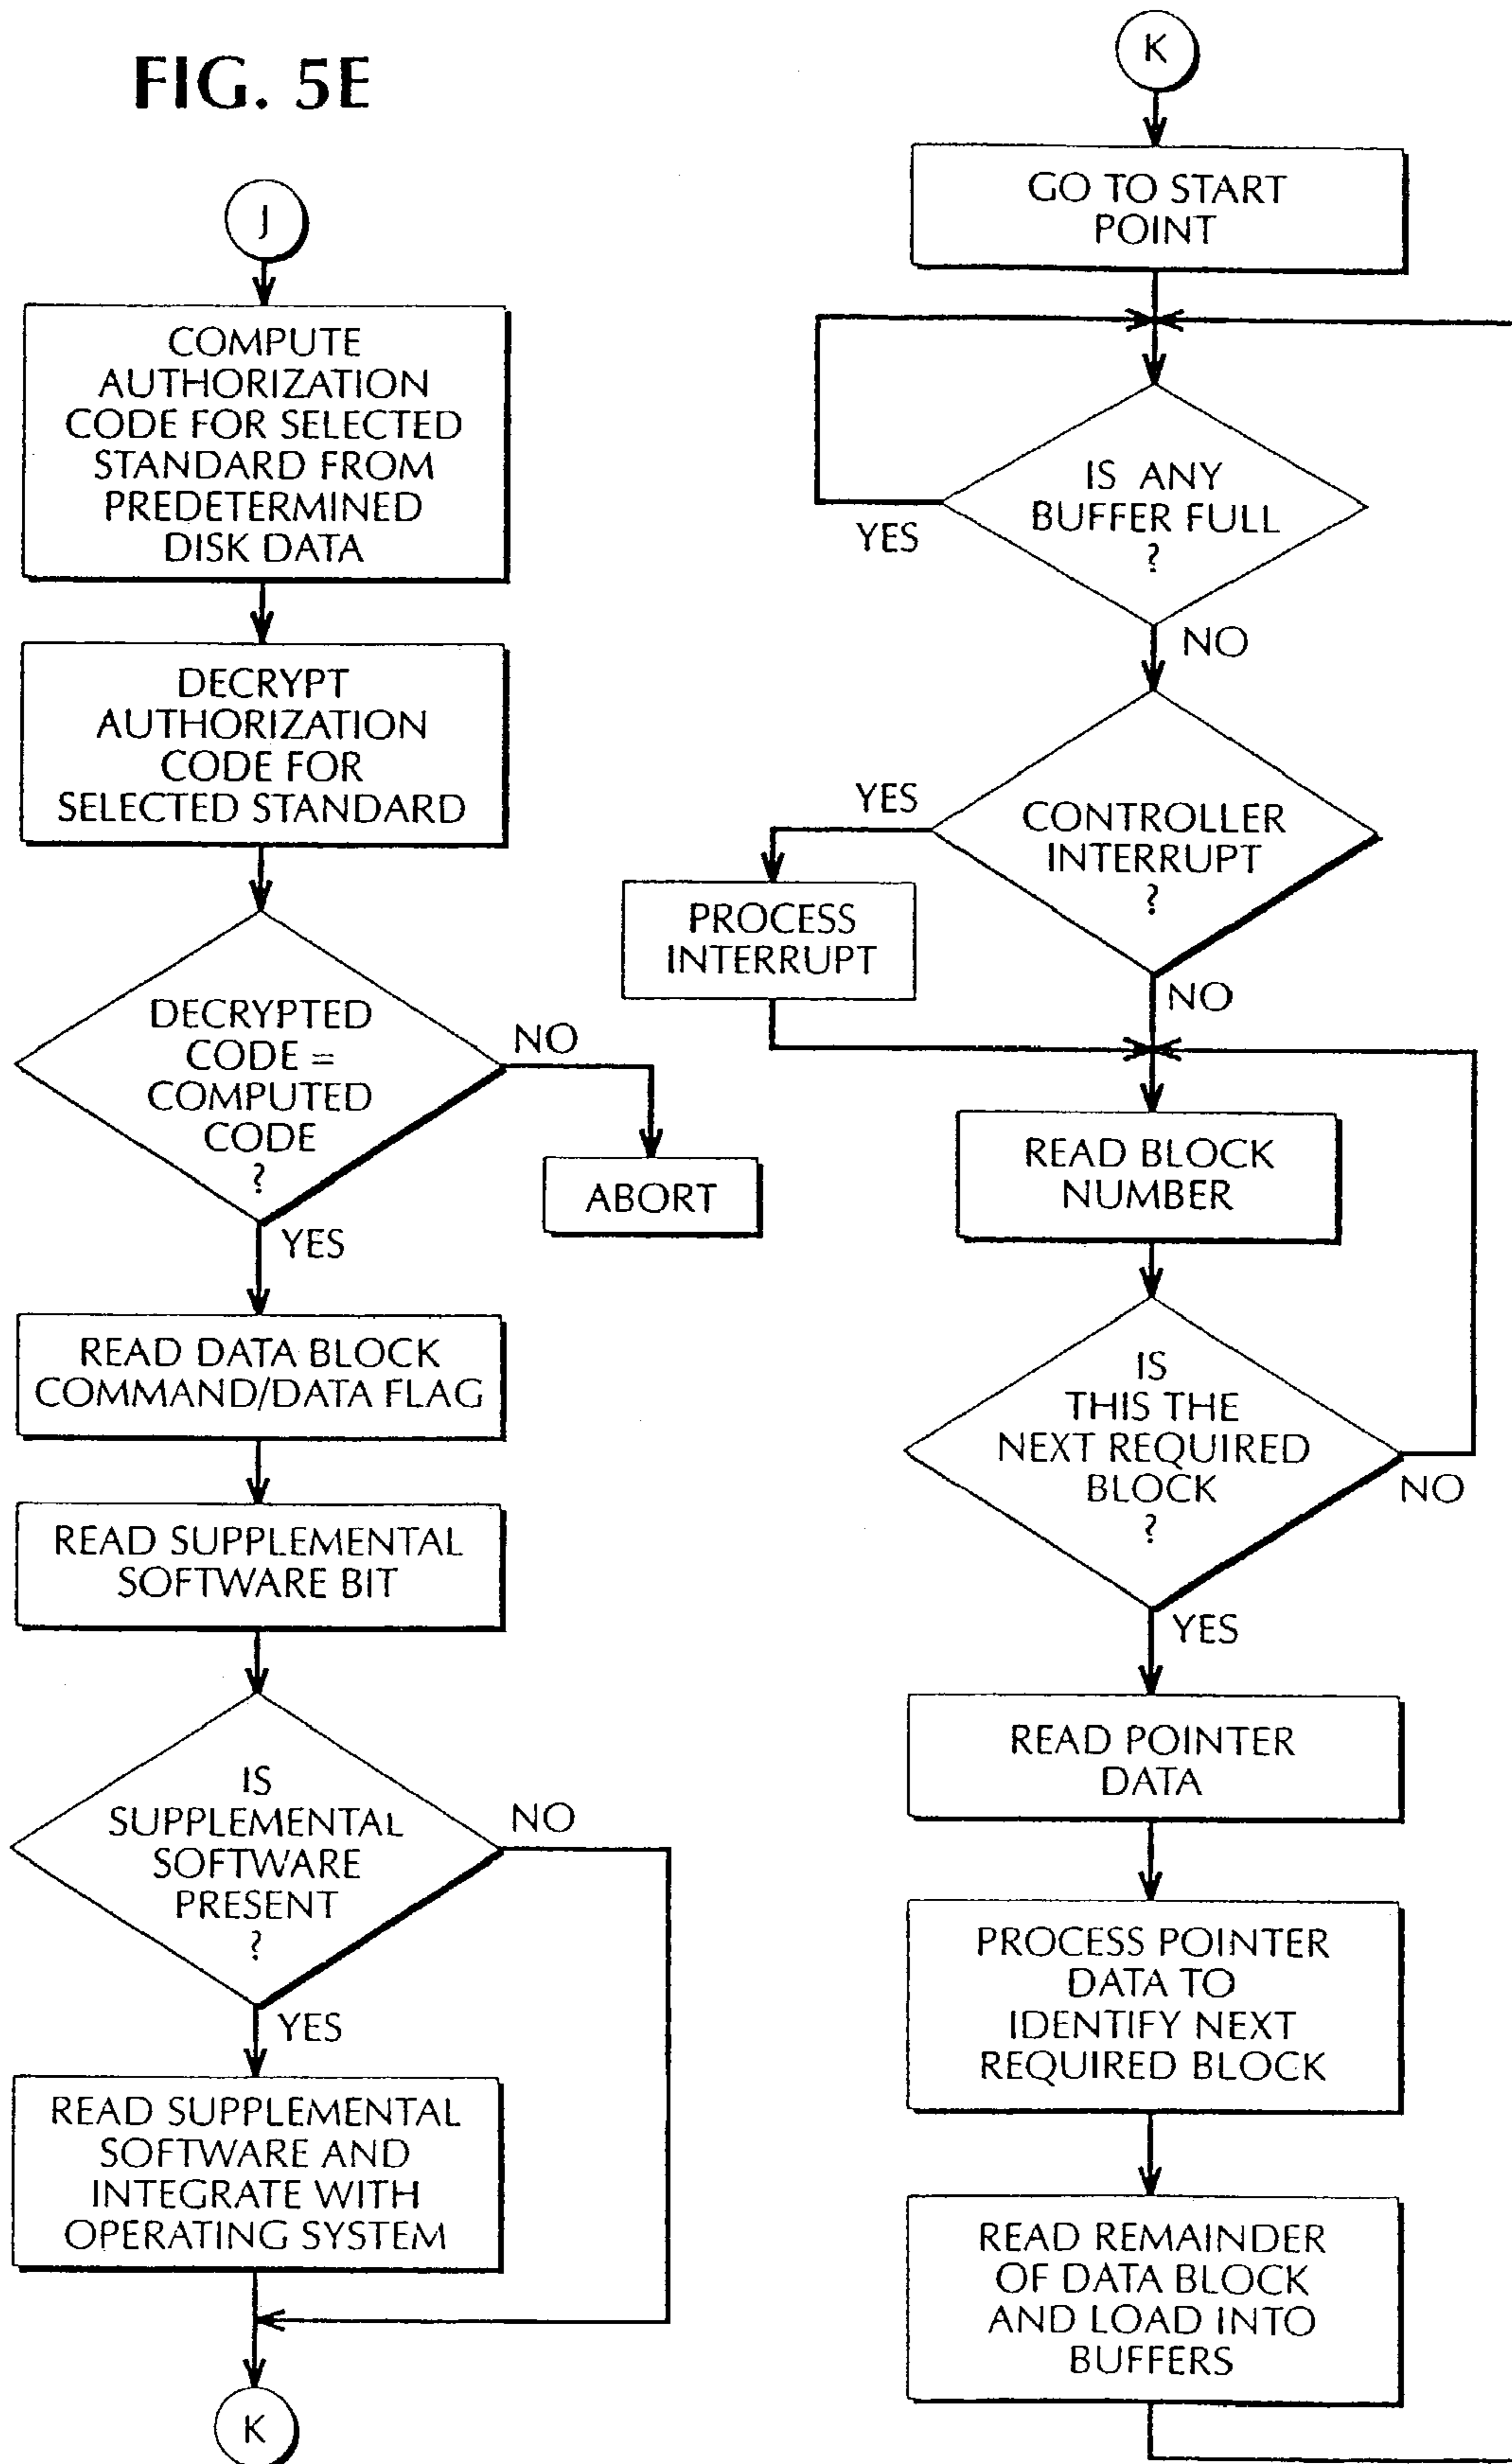 FIG. 5E
J
COMPUTE
AUTHORIZATION
CODE FOR SELECTED
STANDARD FROM
PREDETERMINED
DISK DATA
DECRYPT
AUTHORIZATION
CODE FOR
SELECTED STANDARD
DECRYPTED
CODE =
COMPUTED
CODE
?
NO
ABORT
YES
READ DATA BLOCK
COMMAND/DATA FLAG
READ SUPPLEMENTAL
SOFTWARE BIT
IS
SUPPLEMENTAL
SOFTWARE
PRESENT
?
NO
YES
READ SUPPLEMENTAL
SOFTWARE AND
INTEGRATE WITH
OPERATING SYSTEM
K
K
GO TO START
POINT
IS ANY
BUFFER FULL
?
YES
NO
CONTROLLER
INTERRUPT
?
YES
PROCESS
INTERRUPT
NO
READ BLOCK
NUMBER
IS
THIS THE
NEXT REQUIRED
BLOCK
?
NO
YES
READ POINTER
DATA
PROCESS POINTER
DATA TO
IDENTIFY NEXT
REQUIRED BLOCK
READ REMAINDER
OF DATA BLOCK
AND LOAD INTO
BUFFERS